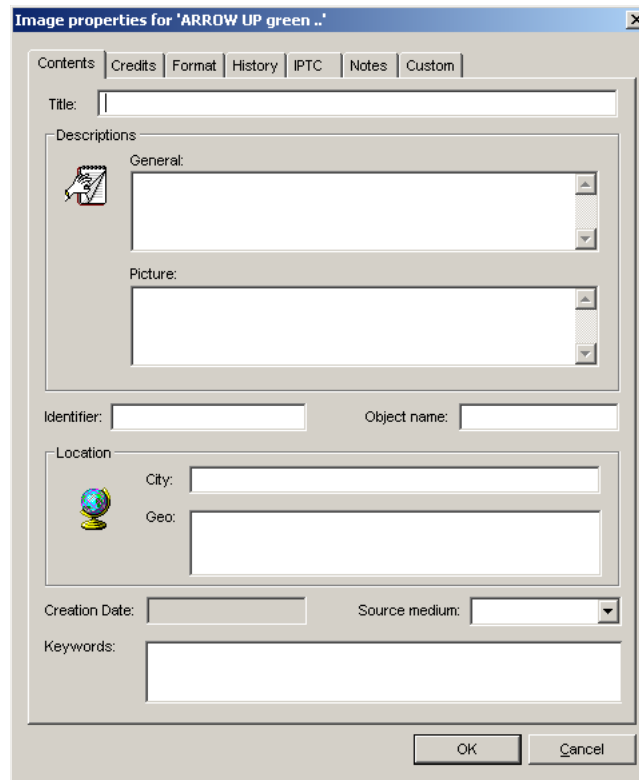 Image properties for 'ARROW UP green ..'
Contents Credits Format History IPTC Notes Custom
Title:
Descriptions
General:
Picture:
Identifier: Object name:
Location
City:
Geo:
Creation Date: Source medium:
Keywords:
OK Cancel